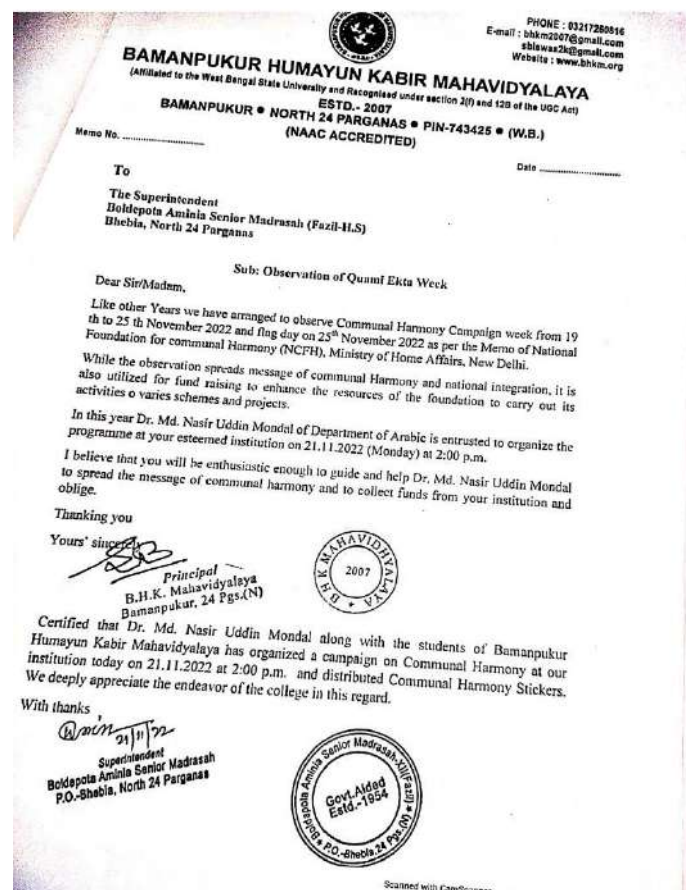 PHONE : 03217260816
E-mail : bhkm2007@gmail.com
sbiswas2k@gmail.com
Website : www.bhkm.org
BAMANPUKUR HUMAYUN KABIR MAHAVIDYALAYA
(Affiliated to the West Bengal State University and Recognised under section 2(f) and 12B of the UGC Act)
ESTD.- 2007
BAMANPUKUR ● NORTH 24 PARGANAS ● PIN-743425 ● (W.B.)
(NAAC ACCREDITED)
Memo No. ............................
Date ............................
To
The Superintendent
Boldepota Aminia Senior Madrasah (Fazil-H.S)
Bhebia, North 24 Parganas
Sub: Observation of Quami Ekta Week
Dear Sir/Madam,
Like other Years we have arranged to observe Communal Harmony Campaign week from 19
th to 25 th November 2022 and flag day on 25th November 2022 as per the Memo of National
Foundation for communal Harmony (NCFH), Ministry of Home Affairs, New Delhi.
While the observation spreads message of communal Harmony and national integration, it is
also utilized for fund raising to enhance the resources of the foundation to carry out its
activities o varies schemes and projects.
In this year Dr. Md. Nasir Uddin Mondal of Department of Arabic is entrusted to organize the
programme at your esteemed institution on 21.11.2022 (Monday) at 2:00 p.m.
I believe that you will be enthusiastic enough to guide and help Dr. Md. Nasir Uddin Mondal
to spread the message of communal harmony and to collect funds from your institution and
oblige.
Thanking you
Yours' sincerely
Principal
B.H.K. Mahavidyalaya
Bamanpukur, 24 Pgs.(N)
B H K MAHAVIDHYALAYA
2007
Certified that Dr. Md. Nasir Uddin Mondal along with the students of Bamanpukur
Humayun Kabir Mahavidyalaya has organized a campaign on Communal Harmony at our
institution today on 21.11.2022 at 2:00 p.m. and distributed Communal Harmony Stickers.
We deeply appreciate the endeavor of the college in this regard.
With thanks
21/11/22
Superintendent
Boldepota Aminia Senior Madrasah
P.O.-Bhebia, North 24 Parganas
Boldepota Aminia Senior Madrasah-XII(Fazil)
Govt.Aided
Estd.-1954
P.O.-Bhebia,24 Pgs.(N)
Scanned with CamScanner